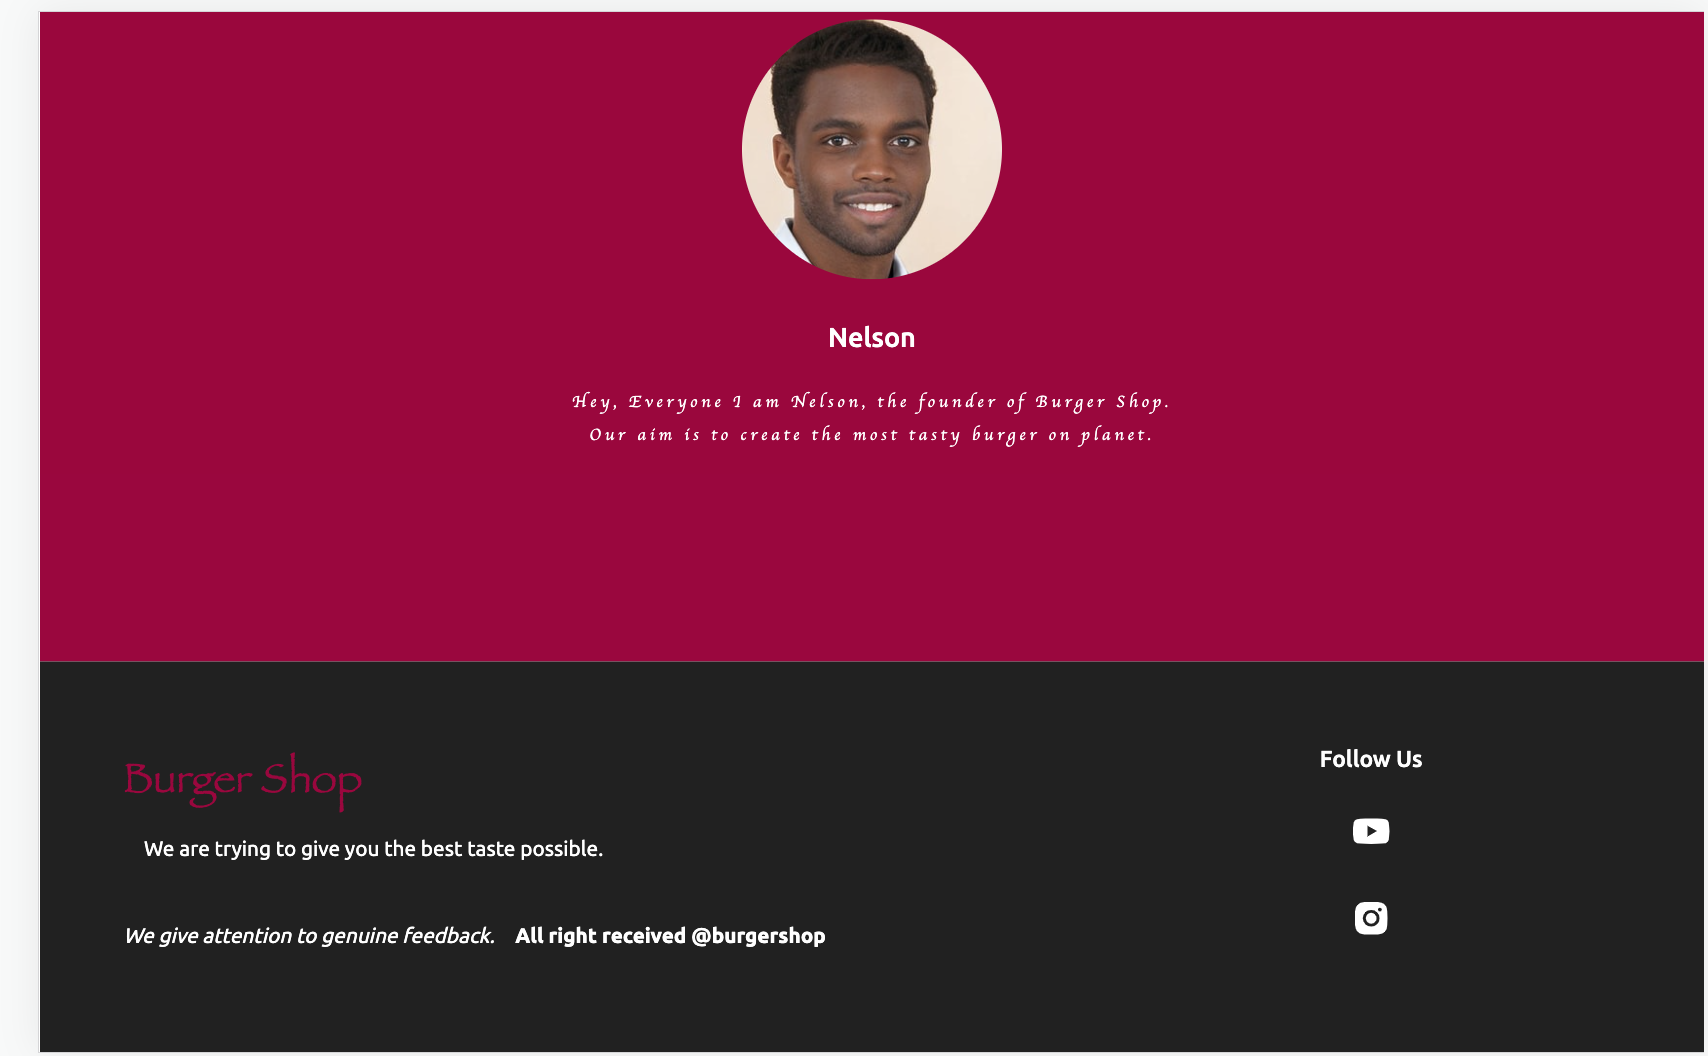 Nelson
Hey, Everyone I am Nelson, the founder of Burger Shop.
Our aim is to create the most tasty burger on planet.
Burger Shop
We are trying to give you the best taste possible.
We give attention to genuine feedback. All right received @burgershop
Follow Us